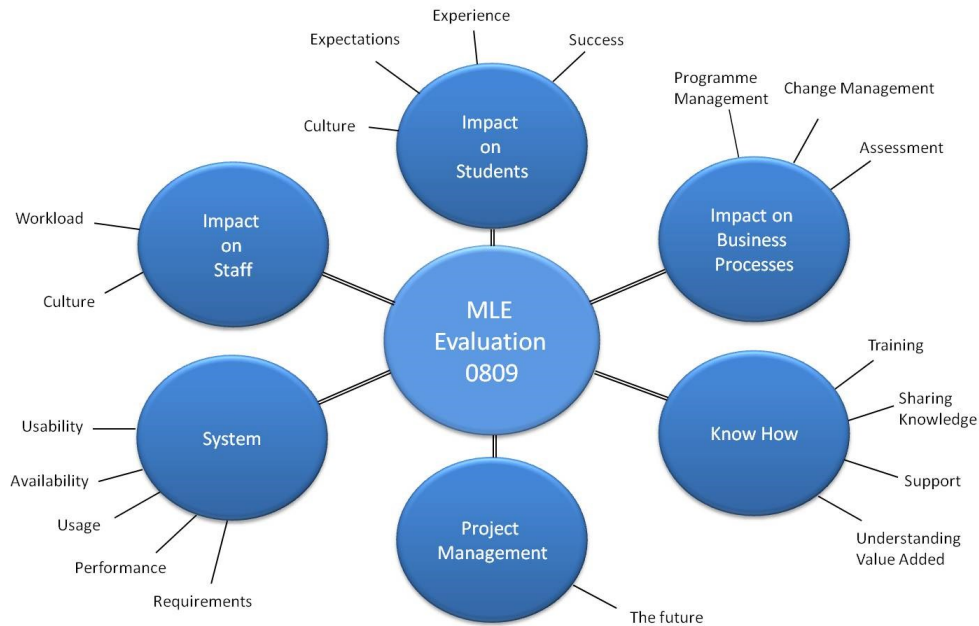 Experience
Expectations
Success
Culture
Impact
on
Students
Programme
Management
Change Management
Assessment
Impact on
Business
Processes
Workload
Culture
Impact
on
Staff
MLE
Evaluation
0809
Training
Sharing
Knowledge
Support
Understanding
Value Added
Know How
Usability
Availability
Usage
Performance
Requirements
System
Project
Management
The future